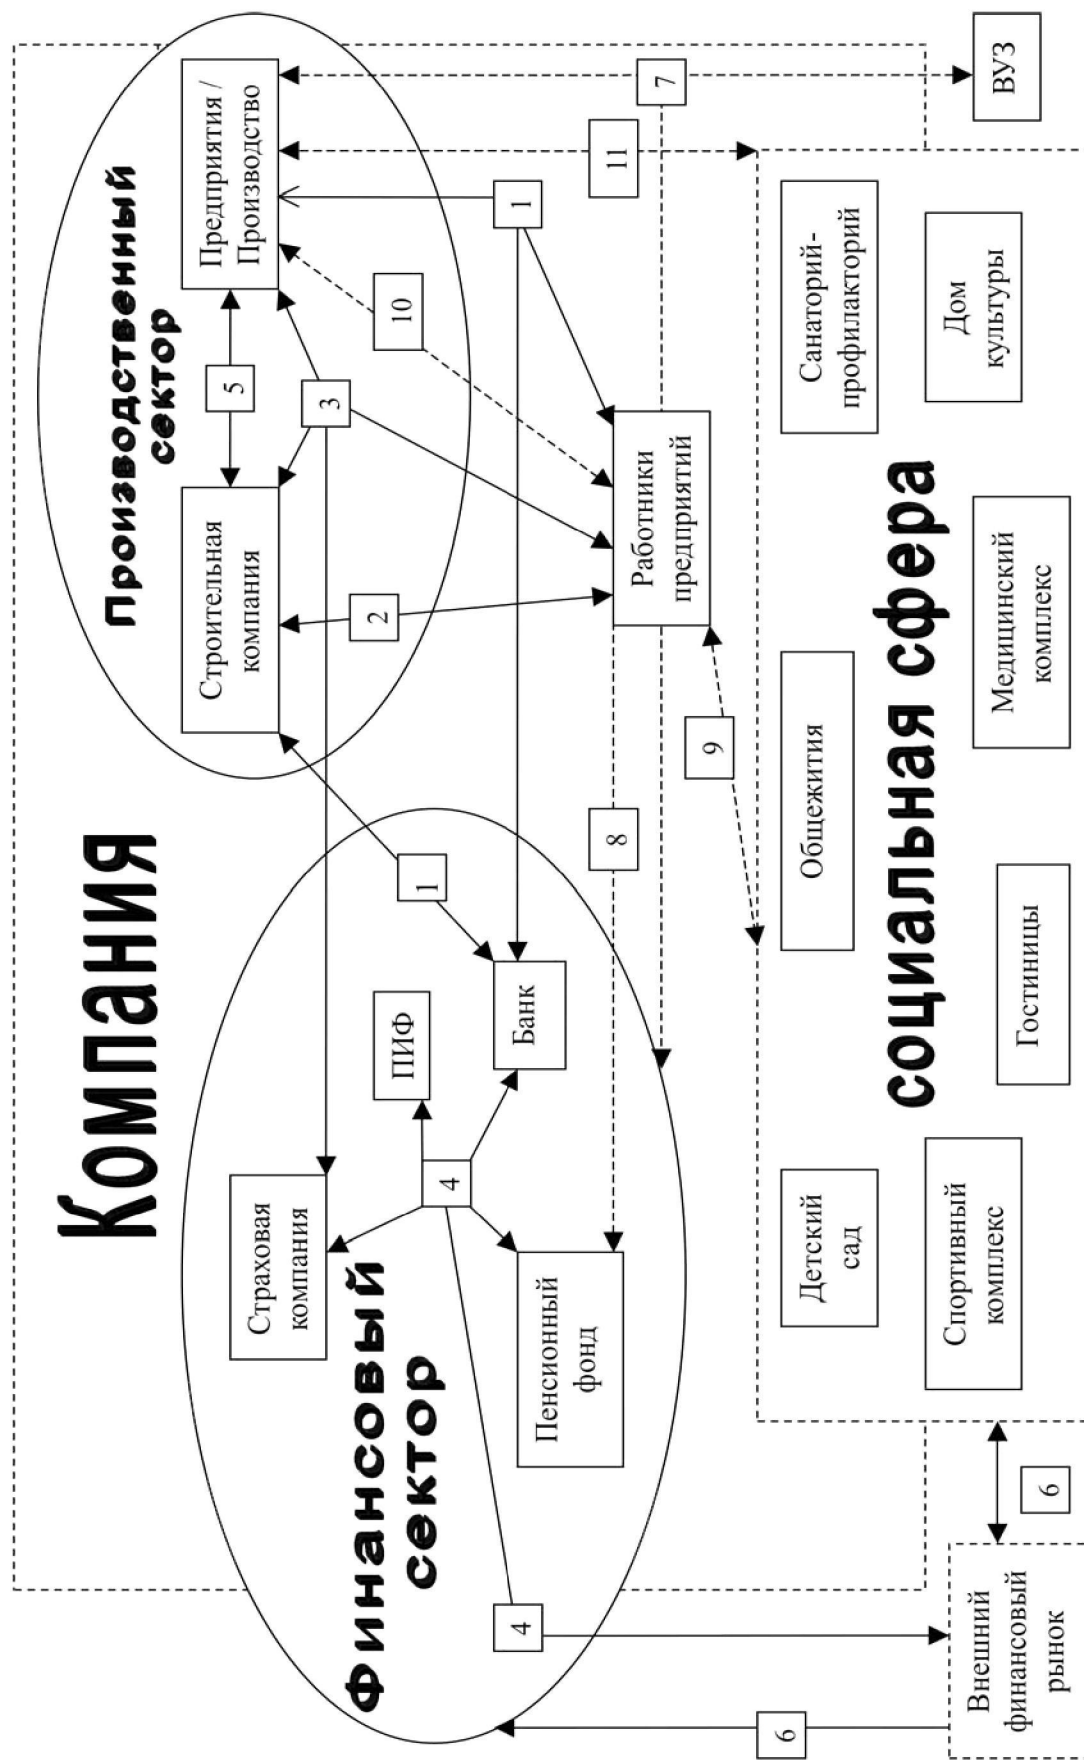 Компания
Финансовый
сектор
Страховая
компания
ПИФ
Банк
Пенсионный
фонд
4
4
1
6
6
Внешний
финансовый
рынок
Производственный
сектор
Строительная
компания
Предприятия /
Производство
5
3
2
10
1
11
7
8
9
Работники
предприятий
ВУЗ
социальная сфера
Детский
сад
Общежития
Санаторий-
профилакторий
Спортивный
комплекс
Гостиницы
Медицинский
комплекс
Дом
культуры